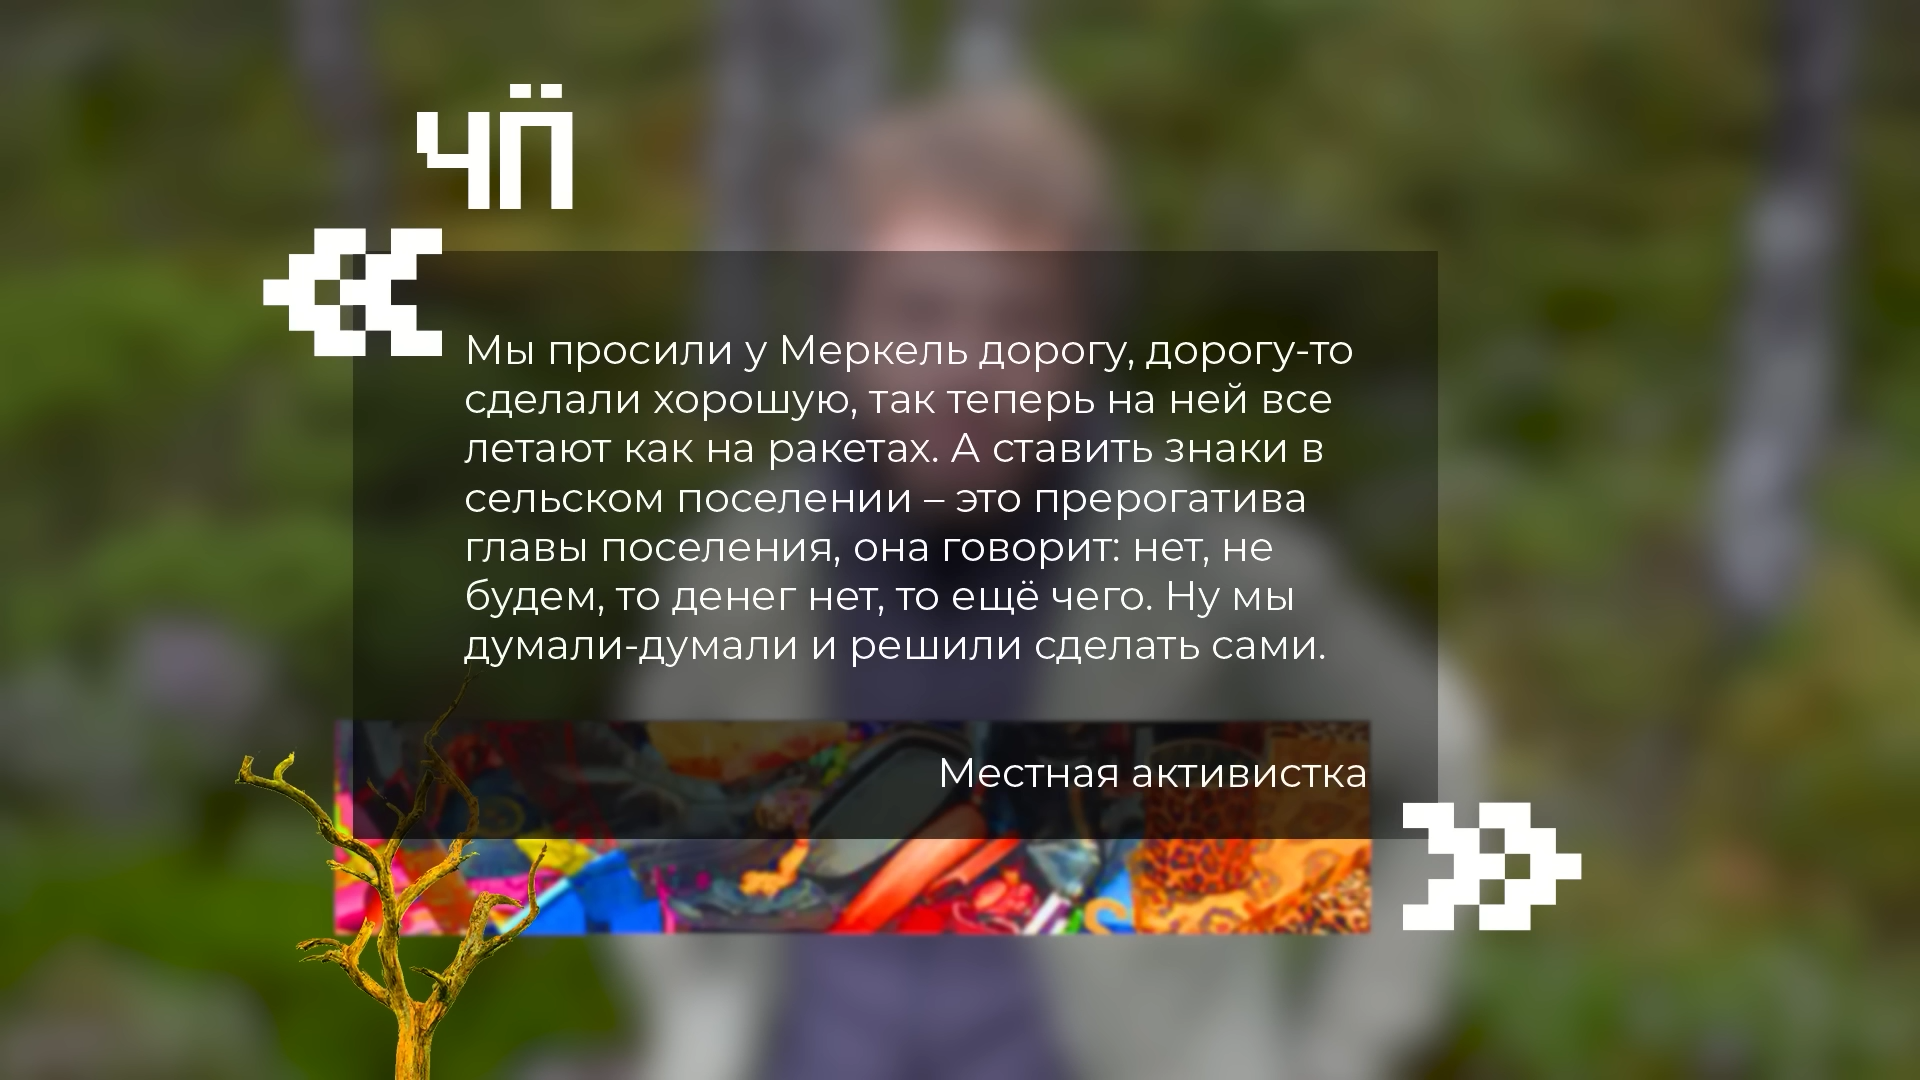 ЧП̈
«
Мы просили у Меркель дорогу, дорогу-то
сделали хорошую, так теперь на ней все
летают как на ракетах. А ставить знаки в
сельском поселении – это прерогатива
главы поселения, она говорит: нет, не
будем, то денег нет, то ещё чего. Ну мы
думали-думали и решили сделать сами.
Местная активистка
»